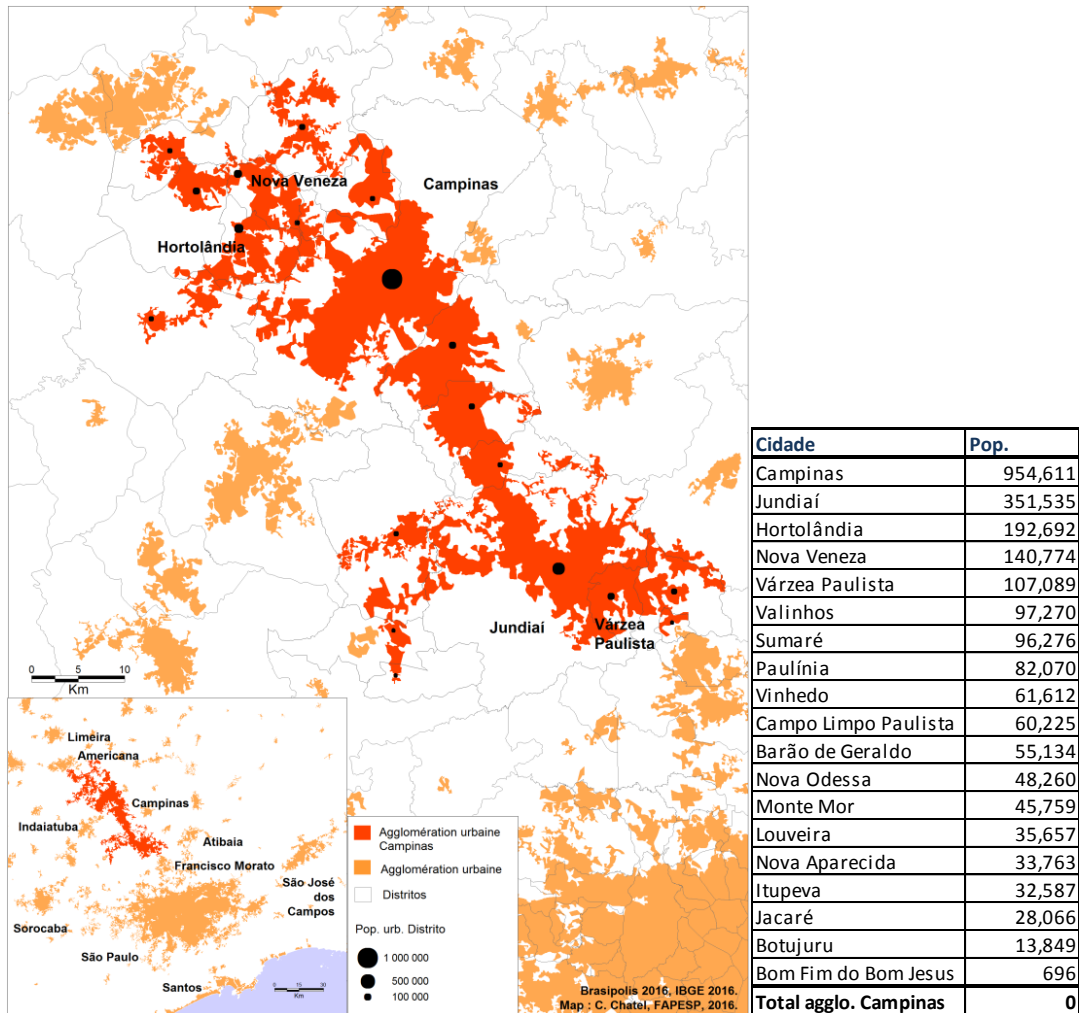 Nova Veneza
Campinas
Hortolândia
Jundiaí
Várzea
Paulista
0 5 10
Km
Limeira
Americana
Campinas
Indaiatuba
Atibaia
Francisco Morato
São José
dos
Campos
Sorocaba
São Paulo
Santos
0 15 30
Km
Agglomération urbaine
Campinas
Agglomération urbaine
Distritos
Pop. urb. Distrito
1 000 000
500 000
100 000
Brasipolis 2016, IBGE 2016.
Map : C. Chatel, FAPESP, 2016.
Cidade Pop.
Campinas 954,611
Jundiaí 351,535
Hortolândia 192,692
Nova Veneza 140,774
Várzea Paulista 107,089
Valinhos 97,270
Sumaré 96,276
Paulínia 82,070
Vinhedo 61,612
Campo Limpo Paulista 60,225
Barão de Geraldo 55,134
Nova Odessa 48,260
Monte Mor 45,759
Louveira 35,657
Nova Aparecida 33,763
Itupeva 32,587
Jacaré 28,066
Botujuru 13,849
Bom Fim do Bom Jesus 696
Total agglo. Campinas 0